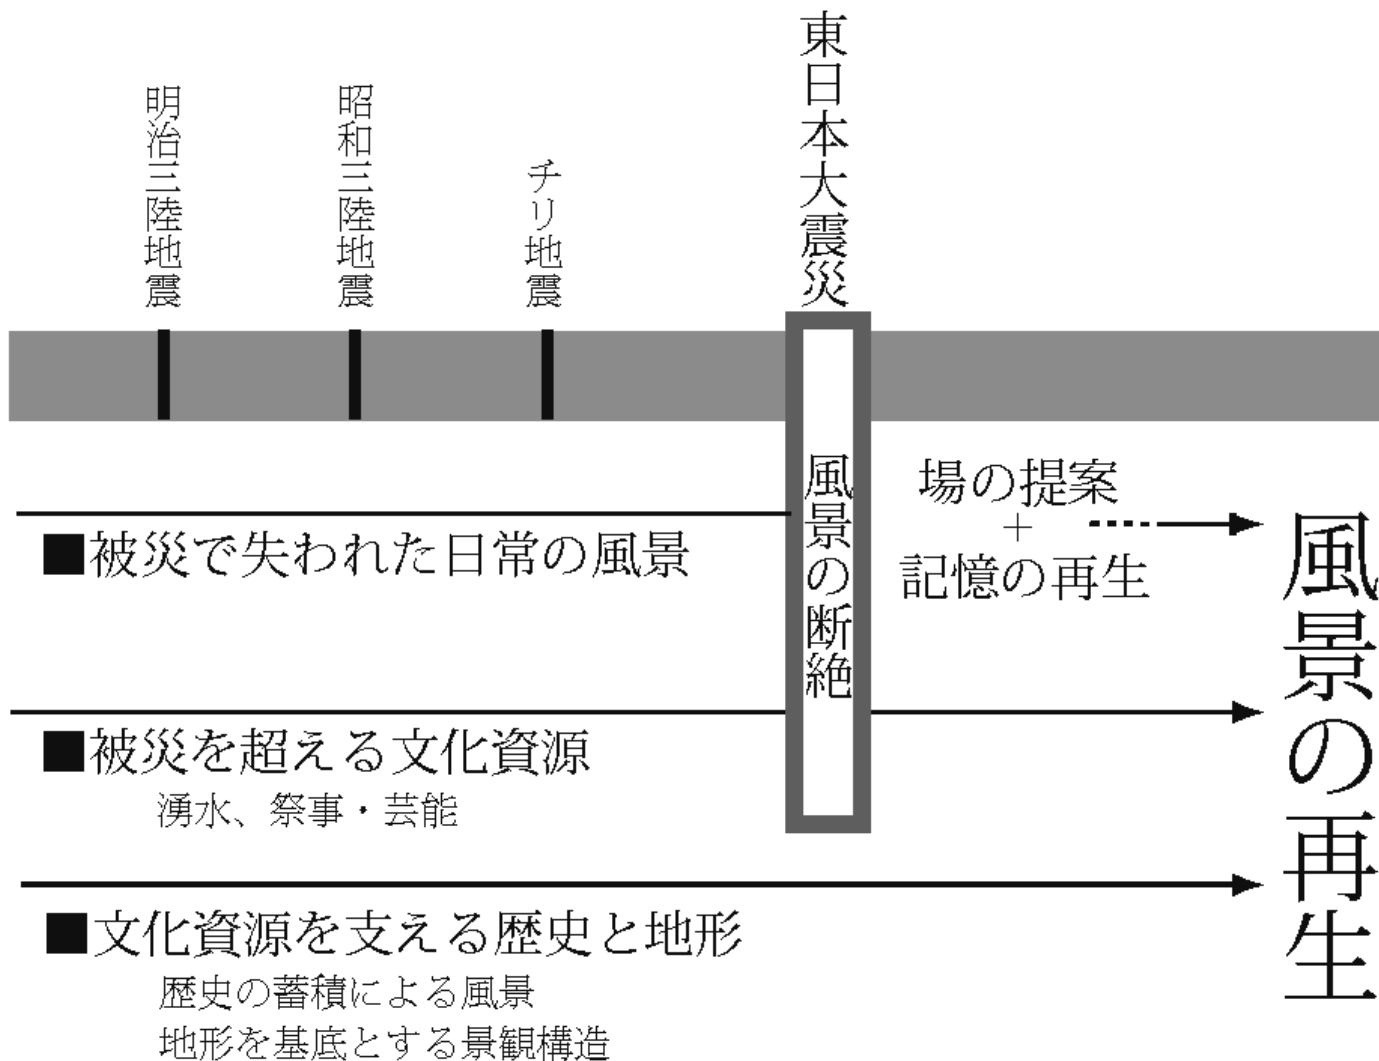 明治三陸地震
昭和三陸地震
チリ地震
東日本大震災
風景の断絶
■被災で失われた日常の風景
場の提案
+
記憶の再生
■被災を超える文化資源
湧水、祭事・芸能
■文化資源を支える歴史と地形
歴史の蓄積による風景
地形を基底とする景観構造
風景の再生